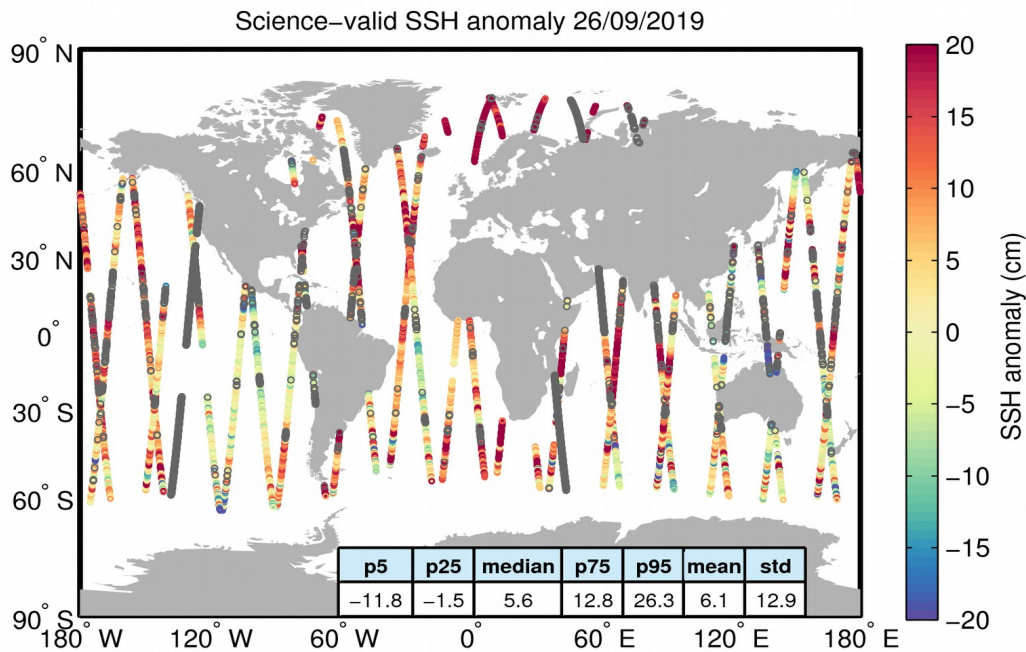 Science−valid SSH anomaly 26/09/2019
90° N
60° N
30° N
0°
30° S
60° S
90° S
180° W
120° W
60° W
0°
60° E
120° E
180° E
p5 p25 median p75 p95 mean std
−11.8 −1.5 5.6 12.8 26.3 6.1 12.9
20
15
10
5
0
−5
−10
−15
−20
SSH anomaly (cm)